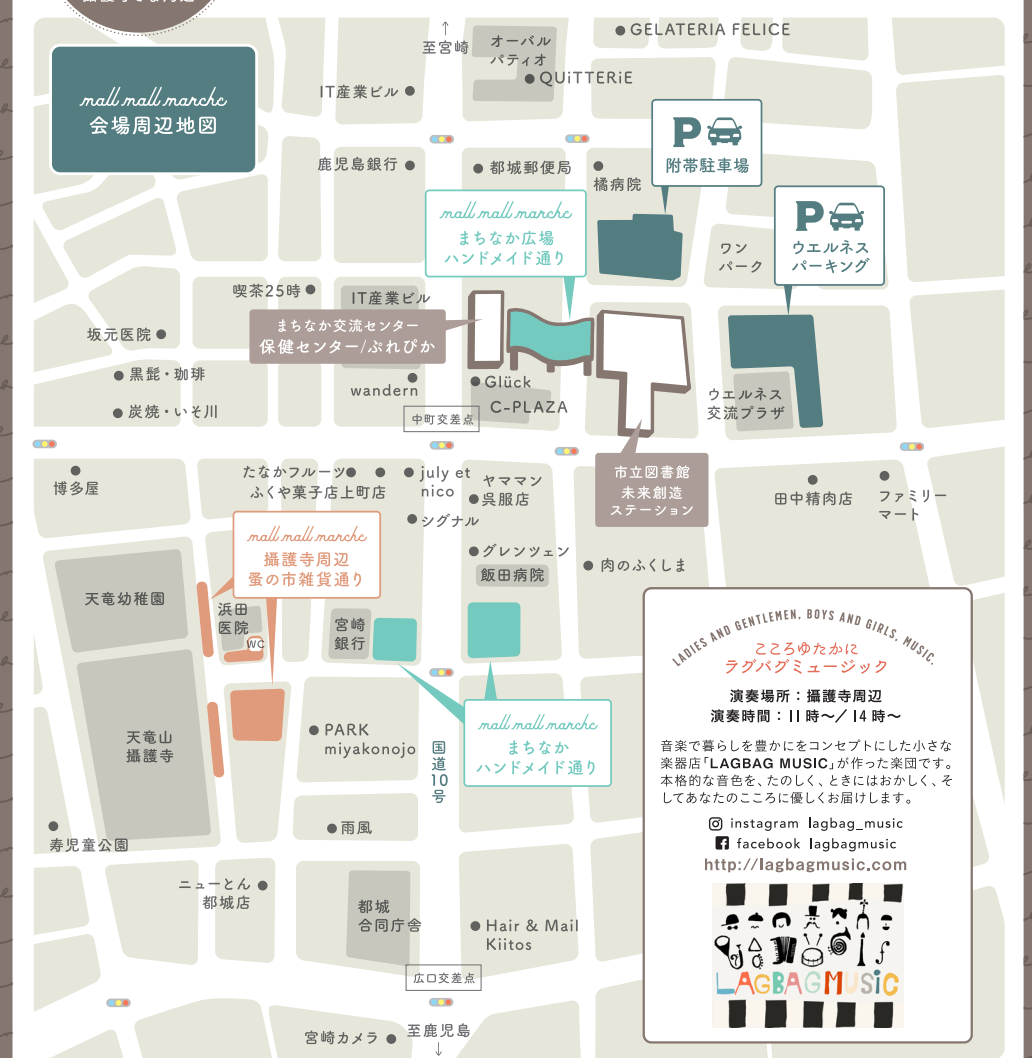 mall mall marche
会場周辺地図
↑
至宮崎
オーバル
パティオ
QUiTTERiE
GELATERIA FELICE
IT産業ビル
鹿児島銀行
都城郵便局
橘病院
P
附帯駐車場
mall mall marche
まちなか広場
ハンドメイド通り
P
ウエルネス
パーキング
ワン
パーク
喫茶25時
IT産業ビル
まちなか交流センター
保健センター/ぷれぴか
坂元医院
黒髭・珈琲
炭焼・いそ川
wandern
Glück
C-PLAZA
中町交差点
ウエルネス
交流プラザ
市立図書館
未来創造
ステーション
博多屋
たなかフルーツ
ふくや菓子店上町店
july et
nico
シグナル
ヤママン
呉服店
グレンツェン
飯田病院
肉のふくしま
田中精肉店
ファミリー
マート
mall mall marche
攝護寺周辺
蚤の市雑貨通り
天竜幼稚園
浜田
医院
WC
宮崎
銀行
天竜山
攝護寺
PARK
miyakonojo
国道10号
mall mall marche
まちなか
ハンドメイド通り
雨風
寿児童公園
ニューとん
都城店
都城
合同庁舎
Hair & Mail
Kiitos
広口交差点
宮崎カメラ
至鹿児島
↓
LADIES AND GENTLEMEN, BOYS AND GIRLS, MUSIC.
こころゆたかに
ラグバグミュージック
演奏場所：攝護寺周辺
演奏時間：11時〜／14時〜
音楽で暮らしを豊かにをコンセプトにした小さな
楽器店「LAGBAG MUSIC」が作った楽団です。
本格的な音色を、たのしく、ときにはおかしく、そ
してあなたのこころに優しくお届けします。
instagram lagbag_music
facebook lagbagmusic
http://lagbagmusic.com
LAGBAGMUSiC